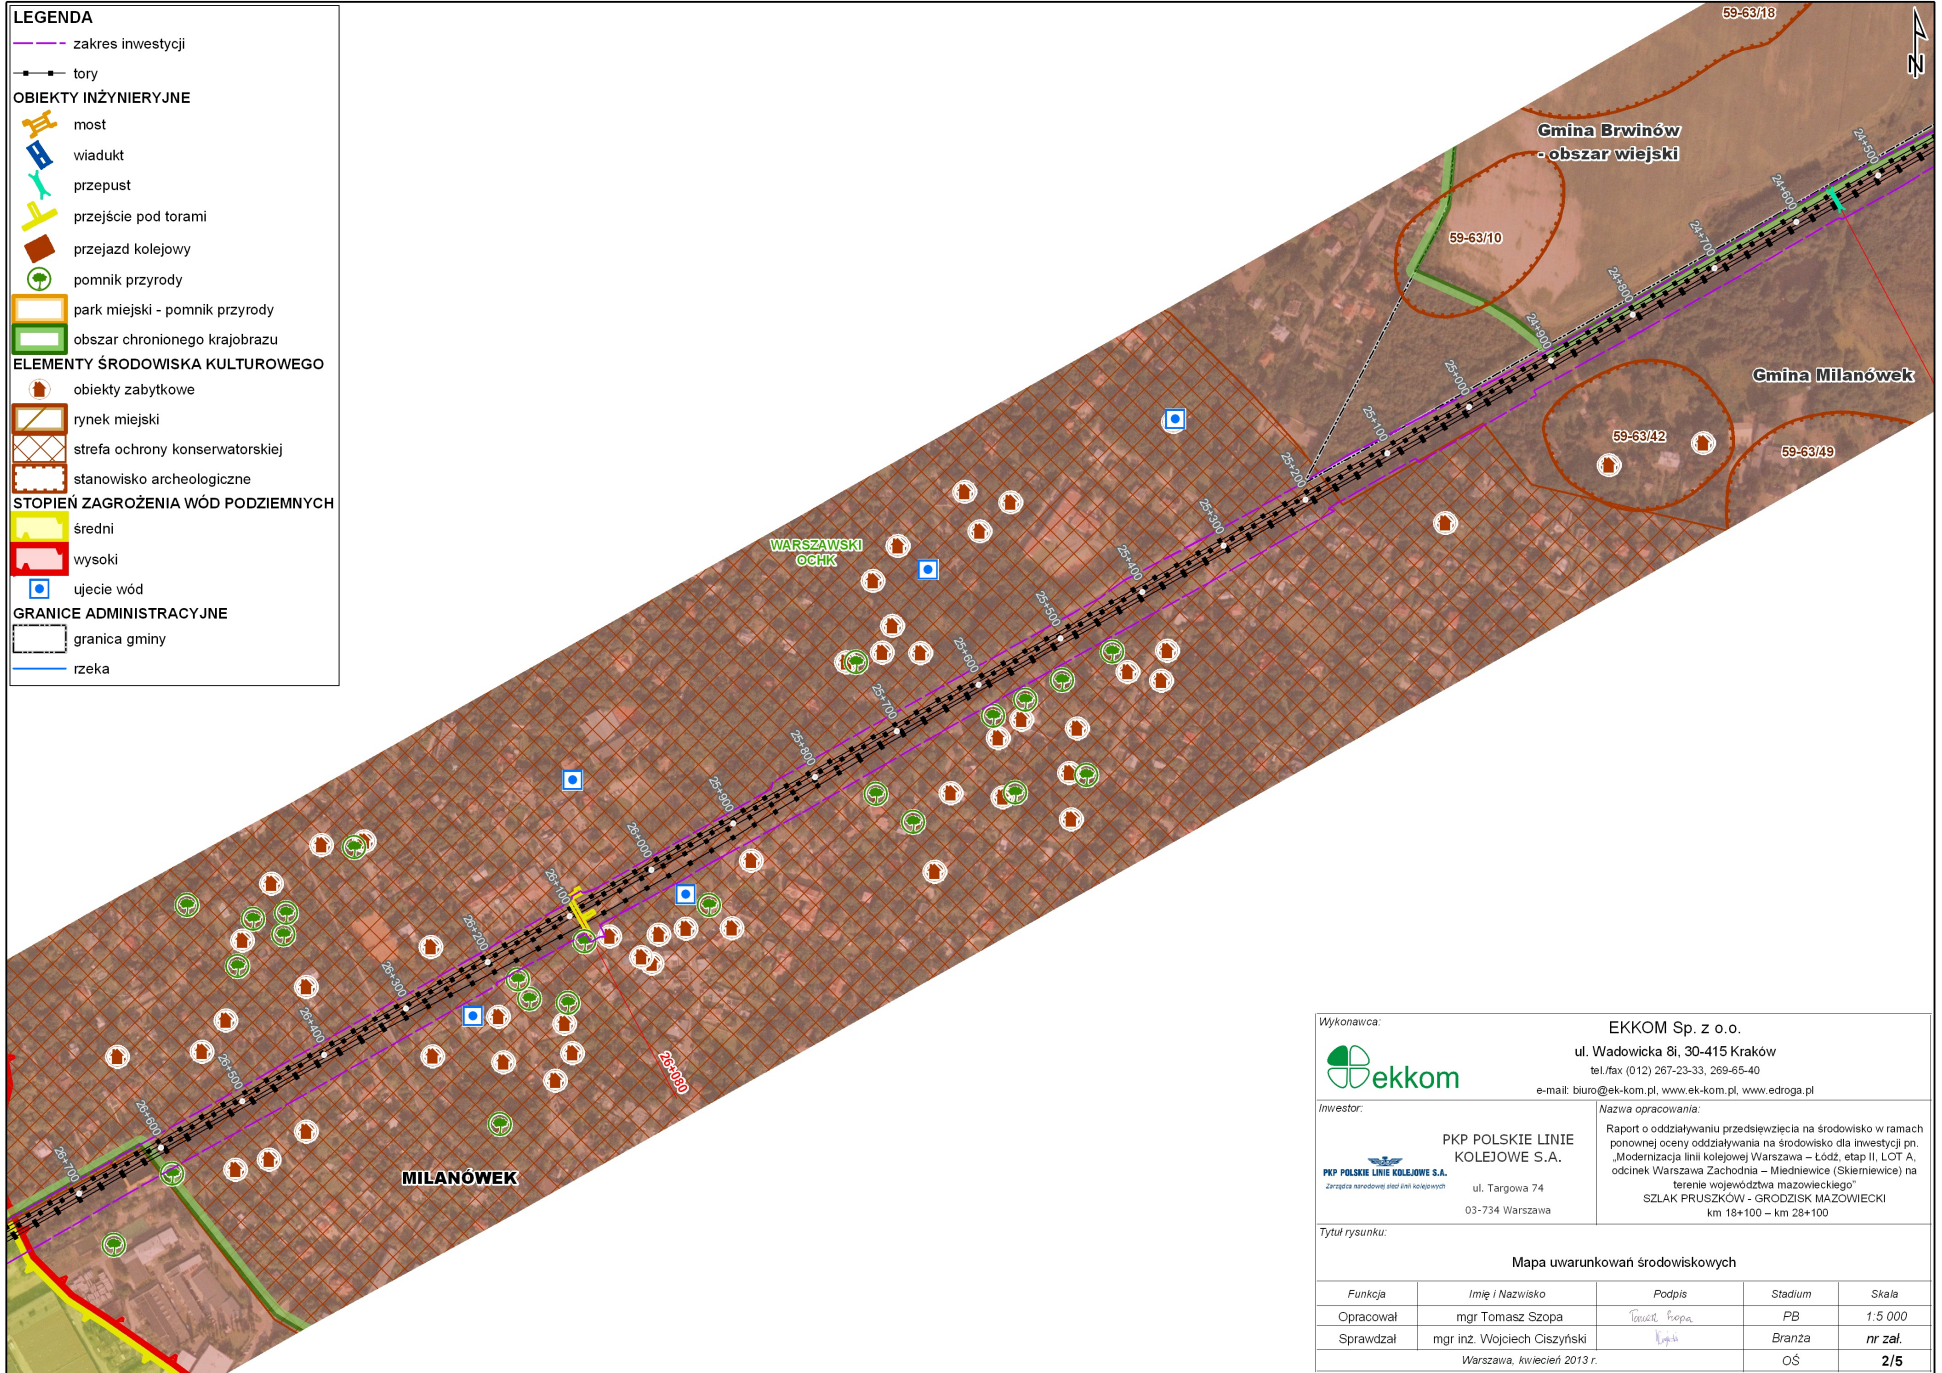 LEGENDA
zakres inwestycji
tory
OBIEKTY INŻYNIERYJNE
most
wiadukt
przepust
przejście pod torami
przejazd kolejowy
pomnik przyrody
park miejski - pomnik przyrody
obszar chronionego krajobrazu
ELEMENTY ŚRODOWISKA KULTUROWEGO
obiekty zabytkowe
rynek miejski
strefa ochrony konserwatorskiej
stanowisko archeologiczne
STOPIEŃ ZAGROŻENIA WÓD PODZIEMNYCH
średni
wysoki
ujecie wód
GRANICE ADMINISTRACYJNE
granica gminy
rzeka
59-63/18
N
Gmina Brwinów
- obszar wiejski
59-63/10
Gmina Milanówek
59-63/42
59-63/49
WARSZAWSKI
OCHK
24+500
24+600
24+700
24+800
24+900
25+000
25+100
25+200
25+300
25+400
25+500
25+600
25+700
25+800
25+900
26+000
26+100
26+200
26+300
26+400
26+500
26+600
26+700
26+080
MILANÓWEK
Wykonawca:
ekkom
EKKOM Sp. z o.o.
ul. Wadowicka 8i, 30-415 Kraków
tel./fax (012) 267-23-33, 269-65-40
e-mail: biuro@ek-kom.pl, www.ek-kom.pl, www.edroga.pl
Inwestor:
PKP POLSKIE LINIE KOLEJOWE S.A.
Zarządca narodowej sieci linii kolejowych
PKP POLSKIE LINIE
KOLEJOWE S.A.
ul. Targowa 74
03-734 Warszawa
Nazwa opracowania:
Raport o oddziaływaniu przedsięwzięcia na środowisko w ramach
ponownej oceny oddziaływania na środowisko dla inwestycji pn.
„Modernizacja linii kolejowej Warszawa – Łódź, etap II, LOT A,
odcinek Warszawa Zachodnia – Miedniewice (Skierniewice) na
terenie województwa mazowieckiego”
SZLAK PRUSZKÓW - GRODZISK MAZOWIECKI
km 18+100 – km 28+100
Tytuł rysunku:
Mapa uwarunkowań środowiskowych
Funkcja Imię i Nazwisko Podpis Stadium Skala
Opracował mgr Tomasz Szopa Tomasz Szopa PB 1:5 000
Sprawdzał mgr inż. Wojciech Ciszyński Branża nr zał.
Warszawa, kwiecień 2013 r. OŚ 2/5